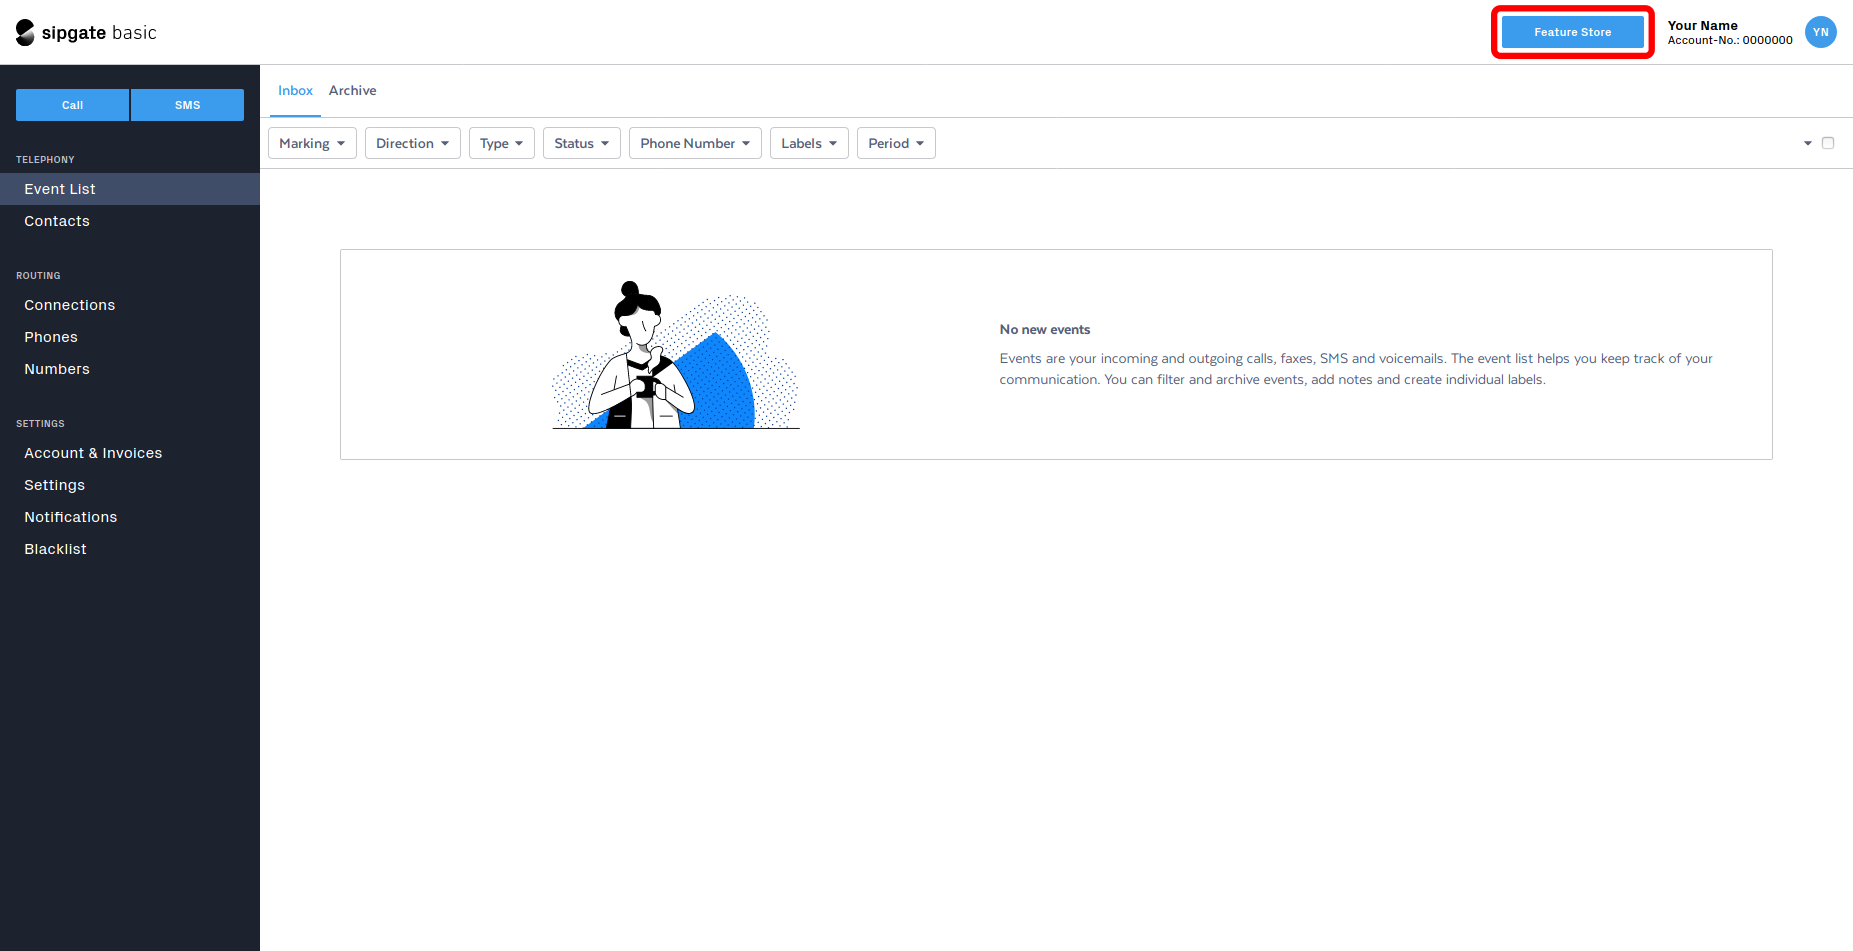 sipgate basic
Feature Store
Your Name
Account-No.: 0000000
YN
Call SMS
TELEPHONY
Event List
Contacts
ROUTING
Connections
Phones
Numbers
SETTINGS
Account & Invoices
Settings
Notifications
Blacklist
Inbox Archive
Marking Direction Type Status Phone Number Labels Period
No new events
Events are your incoming and outgoing calls, faxes, SMS and voicemails. The event list helps you keep track of your
communication. You can filter and archive events, add notes and create individual labels.